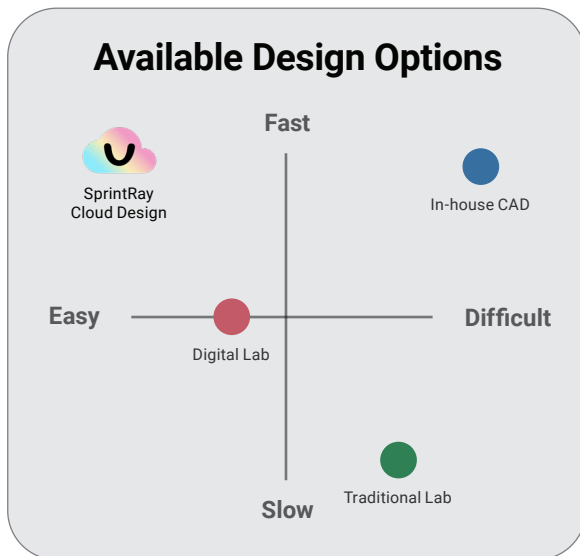 Available Design Options
Fast
SprintRay
Cloud Design
In-house CAD
Easy
Difficult
Digital Lab
Traditional Lab
Slow